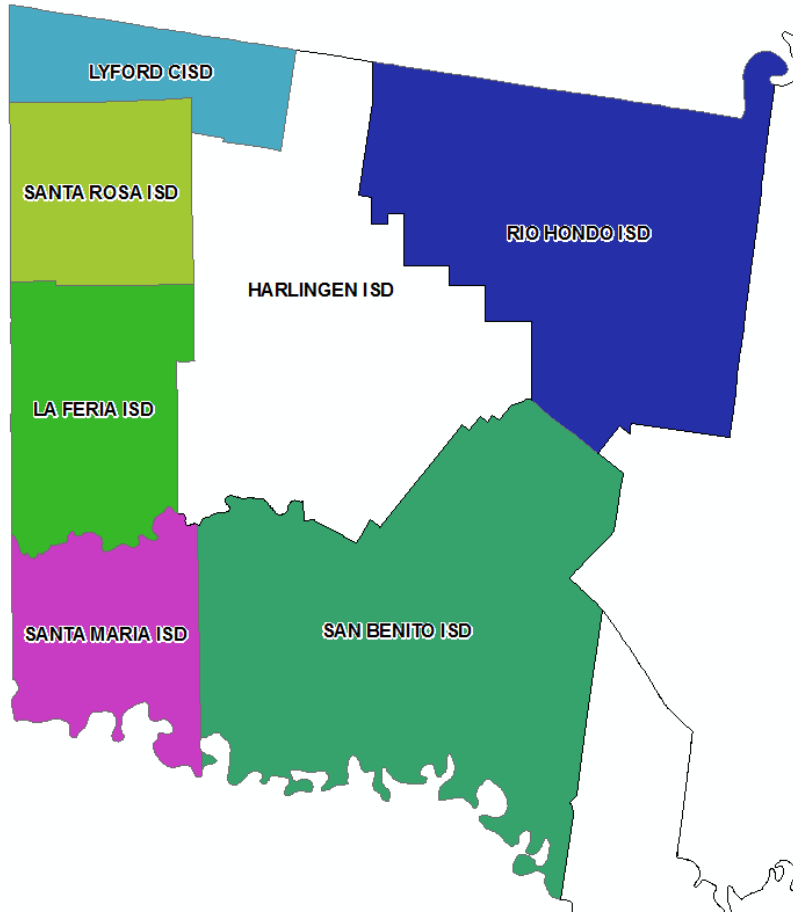 LYFORD CISD
SANTA ROSA ISD
RIO HONDO ISD
HARLINGEN ISD
LA FERIA ISD
SANTA MARIA ISD
SAN BENITO ISD